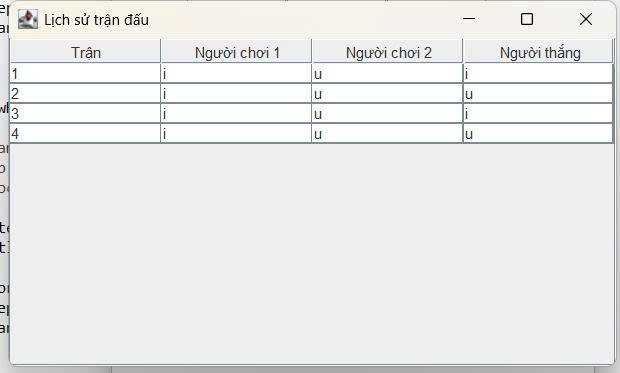 Lịch sử trận đấu
Trận Người chơi 1 Người chơi 2 Người thắng
1 i u i
2 i u u
3 i u i
4 i u u